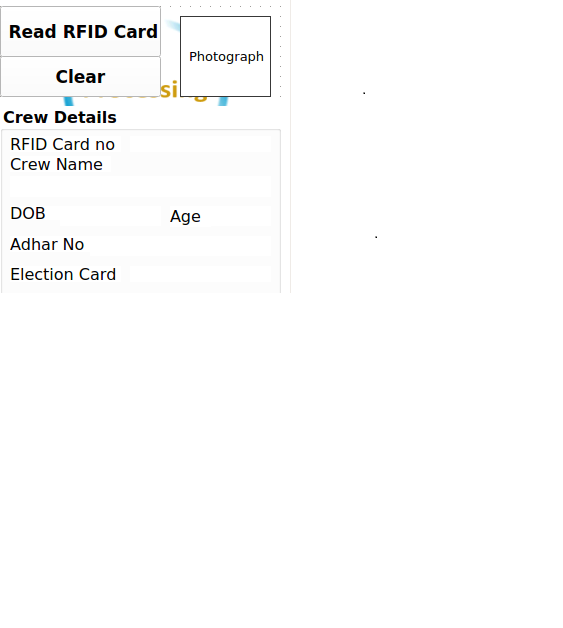 Read RFID Card
Photograph
Clear
Crew Details
RFID Card no
Crew Name
DOB
Age
Adhar No
Election Card